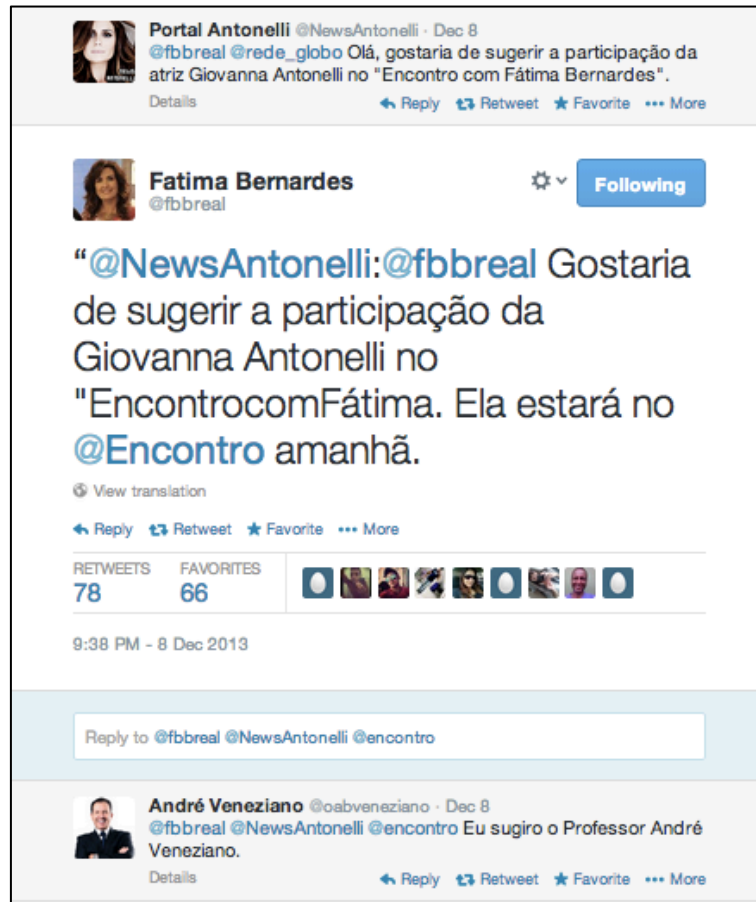 Portal Antonelli @NewsAntonelli · Dec 8
@fbbreal @rede_globo Olá, gostaria de sugerir a participação da
atriz Giovanna Antonelli no "Encontro com Fátima Bernardes".
Details Reply Retweet Favorite More
Fatima Bernardes
@fbbreal
Following
“@NewsAntonelli:@fbbreal Gostaria
de sugerir a participação da
Giovanna Antonelli no
"EncontrocomFátima. Ela estará no
@Encontro amanhã.
View translation
Reply Retweet Favorite More
RETWEETS FAVORITES
78 66
9:38 PM - 8 Dec 2013
Reply to @fbbreal @NewsAntonelli @encontro
André Veneziano @oabveneziano · Dec 8
@fbbreal @NewsAntonelli @encontro Eu sugiro o Professor André
Veneziano.
Details Reply Retweet Favorite More